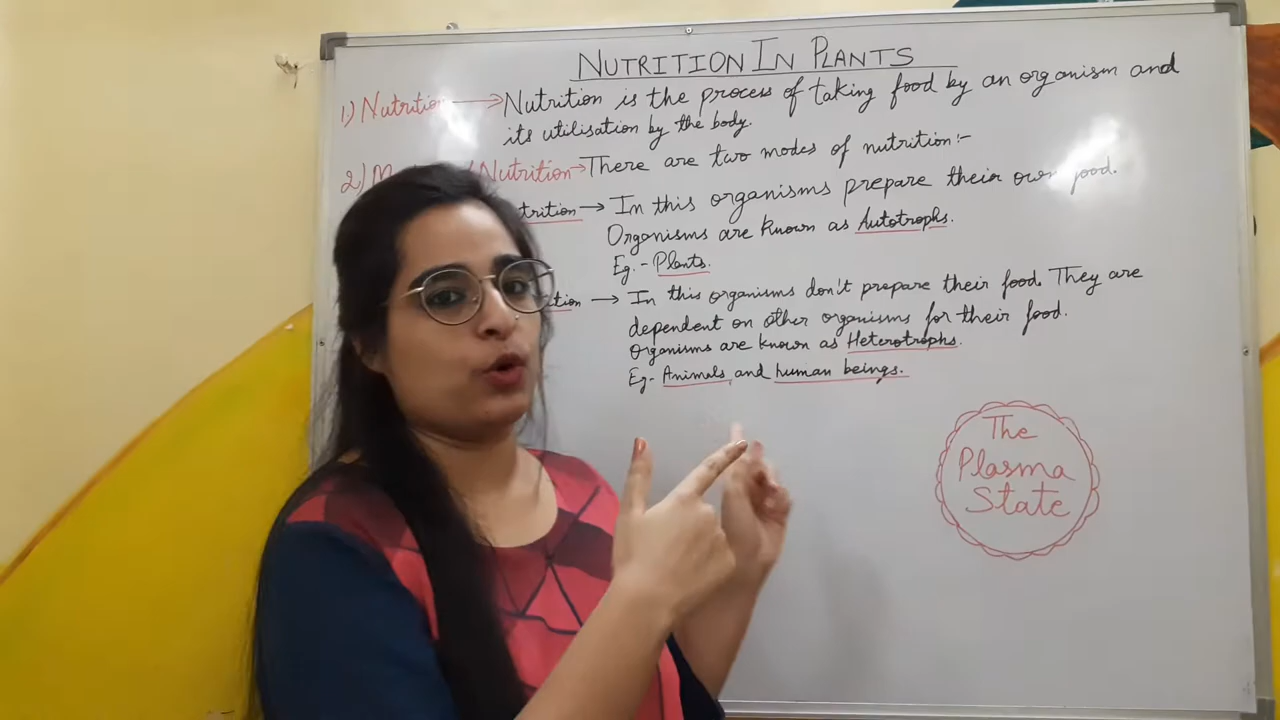 NUTRITION IN PLANTS
1.) Nutrition → Nutrition is the process of taking food by an organism and
its utilisation by the body.
2.) Nutrition → There are two modes of nutrition:-
→ In this organisms prepare their own food.
Organisms are known as Autotrophs.
Eg.- Plants.
→ In this organisms don't prepare their food. They are
dependent on other organisms for their food.
Organisms are known as Heterotrophs.
Eg- Animals and human beings.
The
Plasma
State